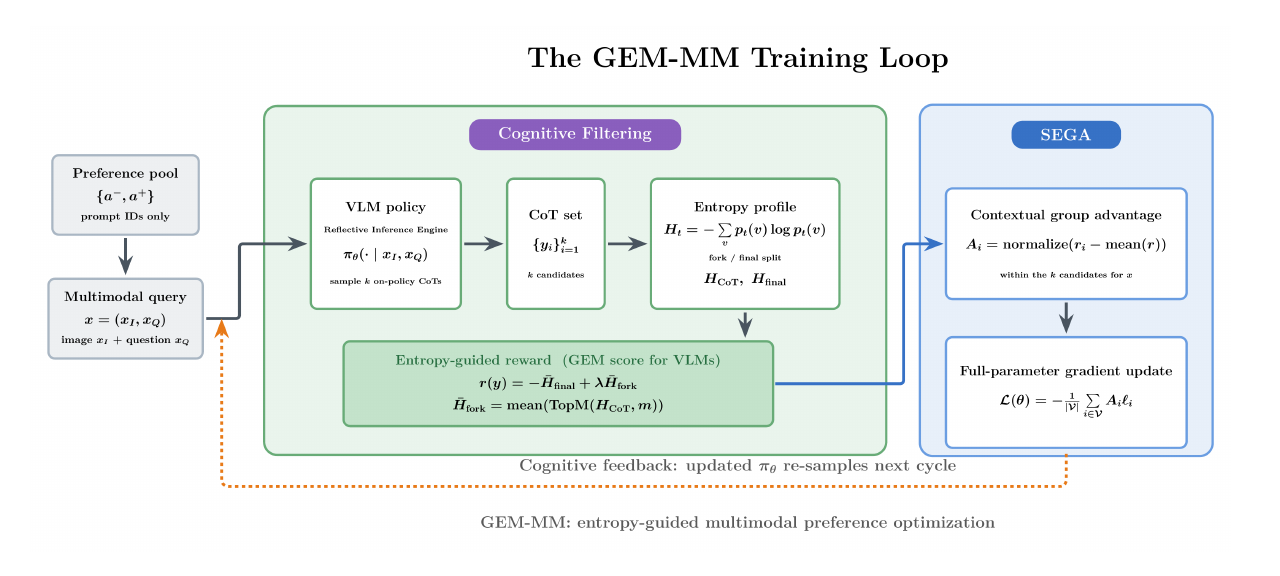 The GEM-MM Training Loop
Preference pool
{a⁻, a⁺}
prompt IDs only
Multimodal query
x = (x_I, x_Q)
image x_I + question x_Q
Cognitive Filtering
VLM policy
Reflective Inference Engine
π_θ(· | x_I, x_Q)
sample k on-policy CoTs
CoT set
{y_i}_{i=1}^k
k candidates
Entropy profile
H_t = − ∑_v p_t(v) log p_t(v)
fork / final split
H_CoT, H_final
Entropy-guided reward (GEM score for VLMs)
r(y) = −H̄_final + λH̄_fork
H̄_fork = mean(TopM(H_CoT, m))
SEGA
Contextual group advantage
A_i = normalize(r_i − mean(r))
within the k candidates for x
Full-parameter gradient update
ℒ(θ) = − 1/|𝒱| ∑_{i∈𝒱} A_i ℓ_i
Cognitive feedback: updated π_θ re-samples next cycle
GEM-MM: entropy-guided multimodal preference optimization